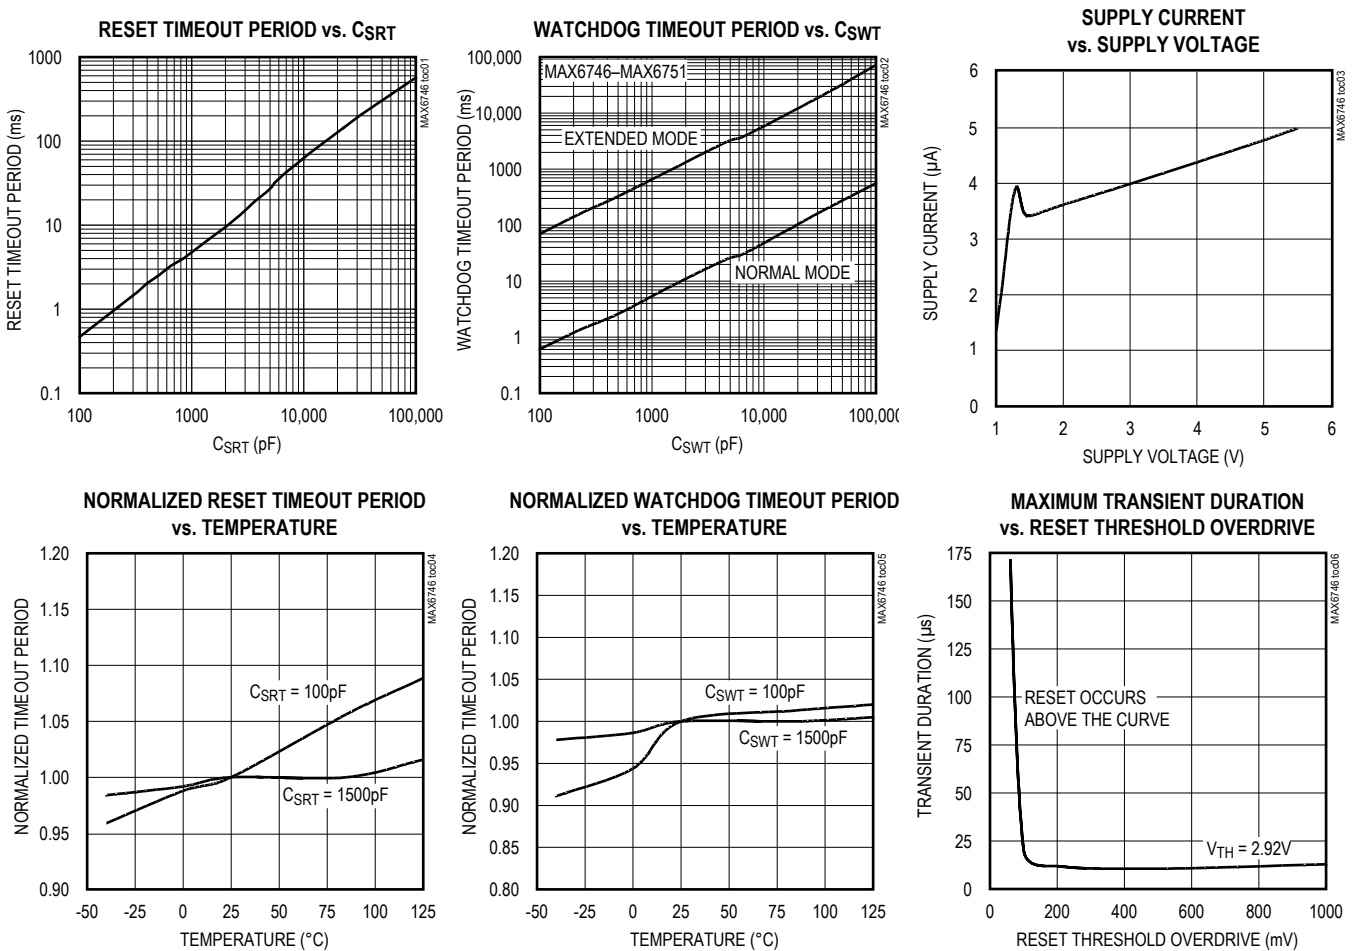 RESET TIMEOUT PERIOD vs. CSRT
1000
100
10
1
0.1
100
1000
10,000
100,000
RESET TIMEOUT PERIOD (ms)
CSRT (pF)
MAX6746 toc01
WATCHDOG TIMEOUT PERIOD vs. CSWT
100,000
10,000
1000
100
10
1
0.1
100
1000
10,000
100,000
WATCHDOG TIMEOUT PERIOD (ms)
CSWT (pF)
MAX6746–MAX6751
EXTENDED MODE
NORMAL MODE
MAX6746 toc02
SUPPLY CURRENT
vs. SUPPLY VOLTAGE
6
5
4
3
2
1
0
1
2
3
4
5
6
SUPPLY CURRENT (µA)
SUPPLY VOLTAGE (V)
MAX6746 toc03
NORMALIZED RESET TIMEOUT PERIOD
vs. TEMPERATURE
1.20
1.15
1.10
1.05
1.00
0.95
0.90
-50
-25
0
25
50
75
100
125
NORMALIZED TIMEOUT PERIOD
TEMPERATURE (°C)
CSRT = 100pF
CSRT = 1500pF
MAX6746 toc04
NORMALIZED WATCHDOG TIMEOUT PERIOD
vs. TEMPERATURE
1.20
1.15
1.10
1.05
1.00
0.95
0.90
0.85
0.80
-50
-25
0
25
50
75
100
125
NORMALIZED TIMEOUT PERIOD
TEMPERATURE (°C)
CSWT = 100pF
CSWT = 1500pF
MAX6746 toc05
MAXIMUM TRANSIENT DURATION
vs. RESET THRESHOLD OVERDRIVE
175
150
125
100
75
50
25
0
0
200
400
600
800
1000
TRANSIENT DURATION (µs)
RESET THRESHOLD OVERDRIVE (mV)
RESET OCCURS
ABOVE THE CURVE
VTH = 2.92V
MAX6746 toc06